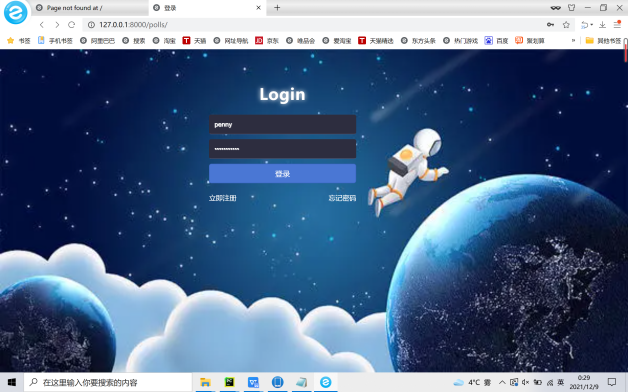 Page not found at /
登录
127.0.0.1:8000/polls/
书签 手机书签 阿里巴巴 搜索 淘宝 天猫 网址导航 京东 唯品会 爱淘宝 天猫精选 东方头条 热门游戏 百度 爱划算 » 其他书签
Login
penny
登录
立即注册 忘记密码
在这里输入你要搜索的内容
4°C 雾
英
0:29
2021/12/9